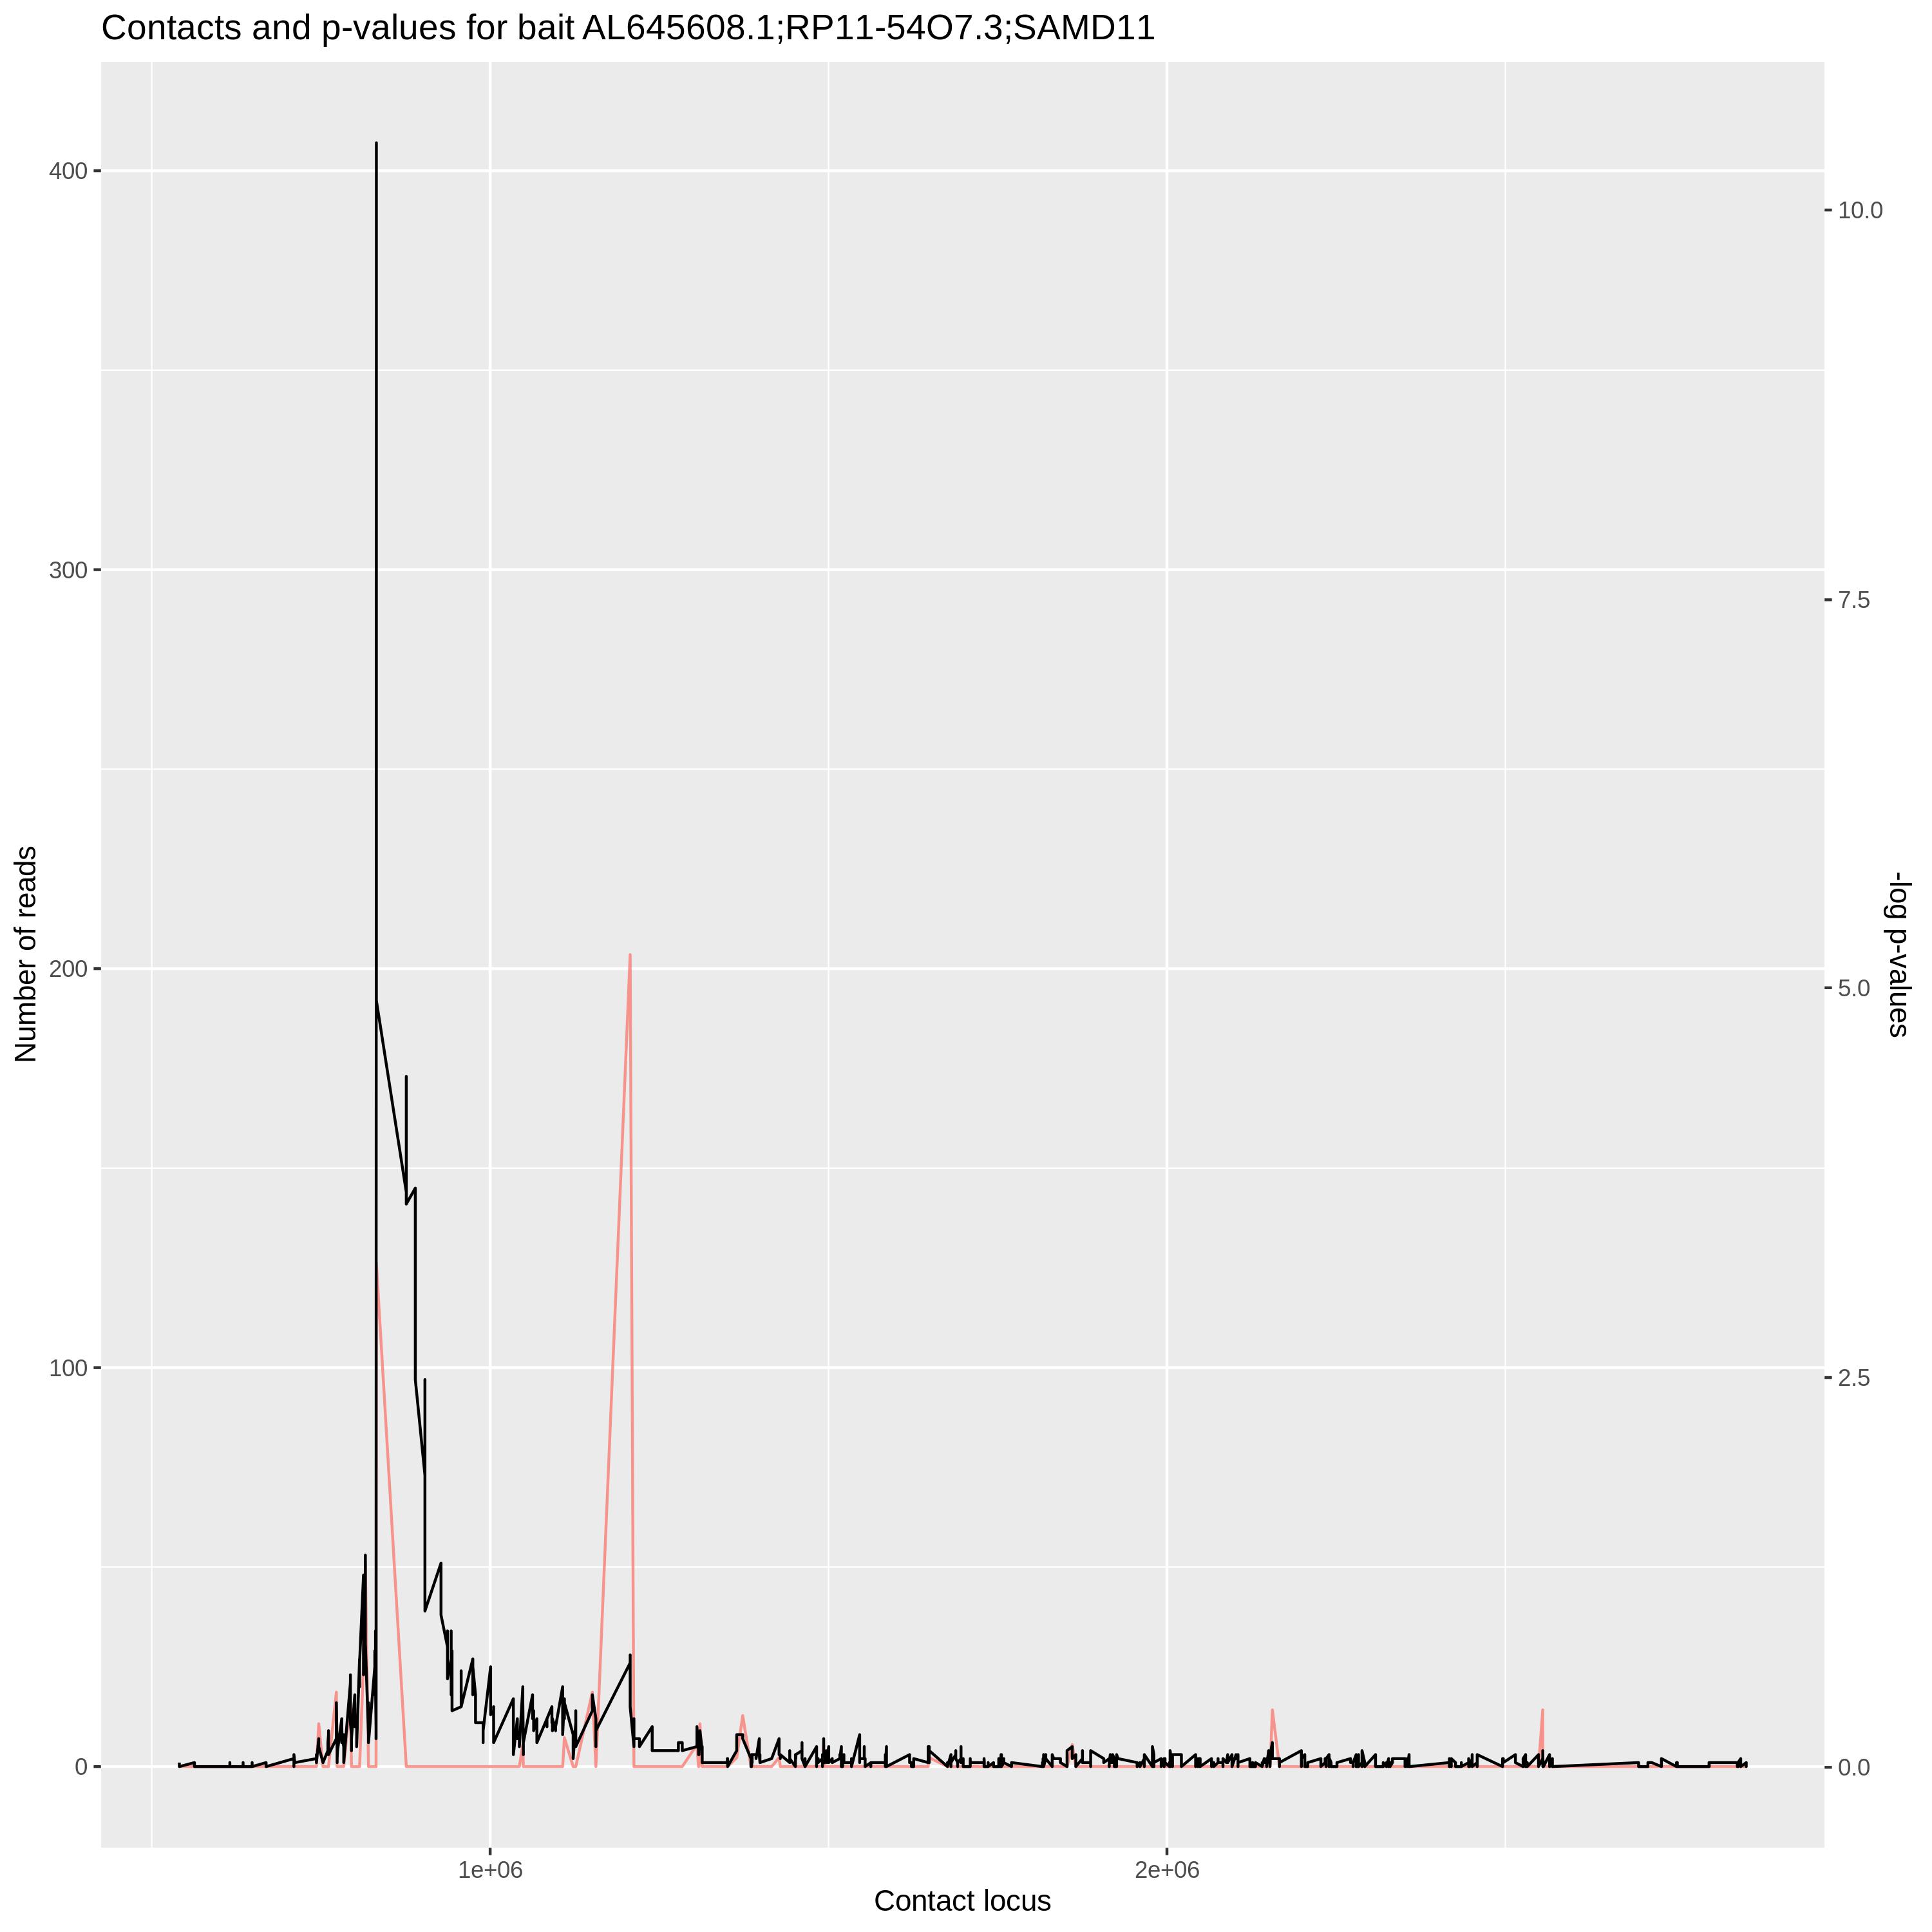 Contacts and p-values for bait AL645608.1;RP11-54O7.3;SAMD11
400
300
200
100
0
Number of reads
10.0
7.5
5.0
2.5
0.0
-log p-values
1e+06
2e+06
Contact locus